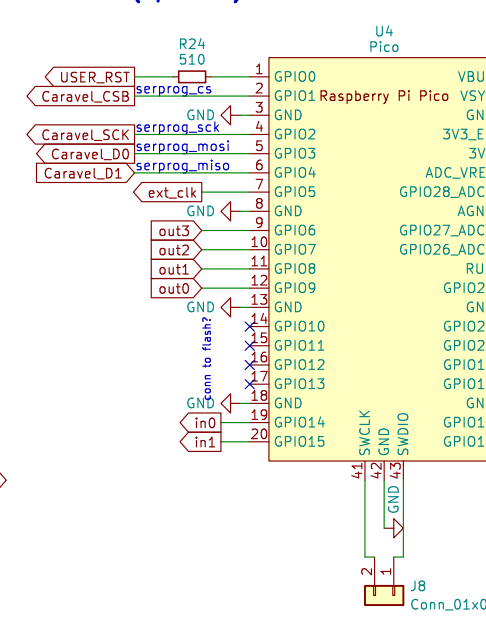 R24
510
U4
Pico
USER_RST
1
GPIO0
VBU
Caravel_CSB
serprog_cs
2
GPIO1
Raspberry Pi Pico
VSY
GND
3
GND
GN
Caravel_SCK
serprog_sck
4
GPIO2
3V3_E
Caravel_D0
serprog_mosi
5
GPIO3
3V
Caravel_D1
serprog_miso
6
GPIO4
ADC_VRE
ext_clk
7
GPIO5
GPIO28_ADC
GND
8
GND
AGN
out3
9
GPIO6
GPIO27_ADC
out2
10
GPIO7
GPIO26_ADC
out1
11
GPIO8
RU
out0
12
GPIO9
GPIO2
GND
13
GND
GN
conn to flash?
14
GPIO10
GPIO2
15
GPIO11
GPIO2
16
GPIO12
GPIO1
17
GPIO13
GPIO1
GND
18
GND
GN
in0
19
GPIO14
GPIO1
in1
20
GPIO15
GPIO1
SWCLK
GND
SWDIO
41
42
43
GND
2
1
J8
Conn_01x0